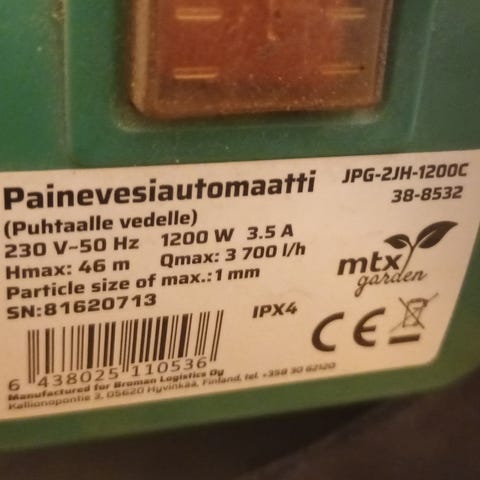 Painevesiautomaatti
JPG-2JH-1200C
38-8532
(Puhtaalle vedelle)
230 V~50 Hz 1200 W 3.5 A
Hmax: 46 m Qmax: 3 700 l/h
Particle size of max.:1 mm
SN:81620713
mtx
garden
IPX4
CE
6 438025 110536
Manufactured for Broman Logistics Oy
Kallionopontie 3, 05620 Hyvinkää, Finland, tel. +358 30 62120